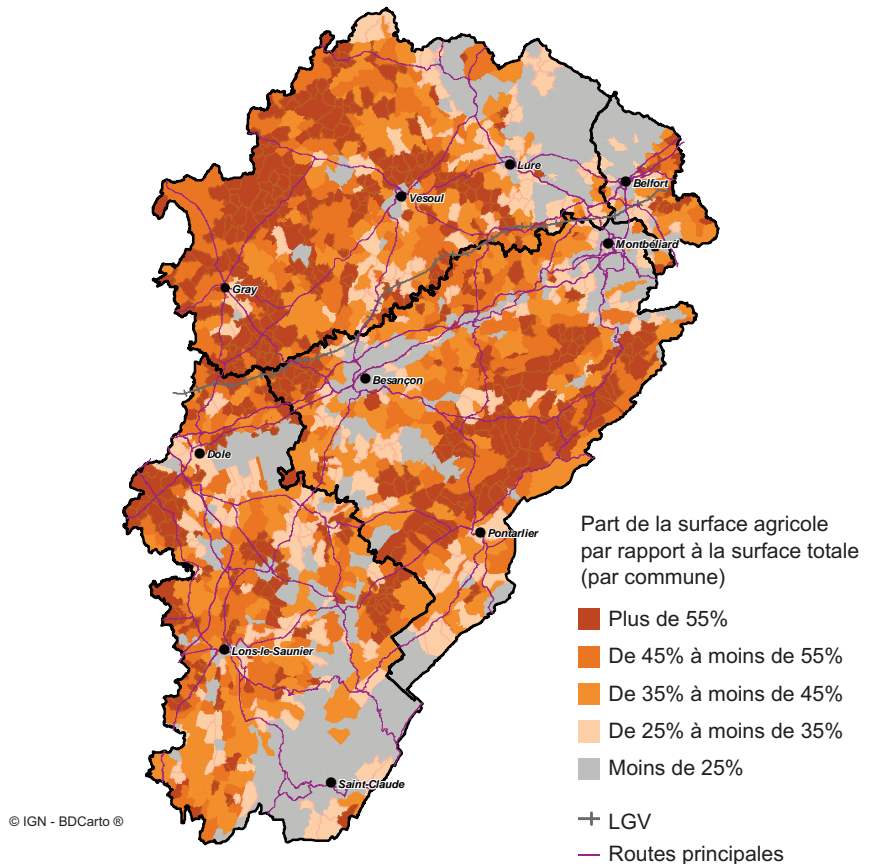 Lure
Belfort
Vesoul
Montbéliard
Gray
Besançon
Dole
Pontarlier
Lons-le-Saunier
Saint-Claude
Part de la surface agricole
par rapport à la surface totale
(par commune)
Plus de 55%
De 45% à moins de 55%
De 35% à moins de 45%
De 25% à moins de 35%
Moins de 25%
LGV
Routes principales
© IGN - BDCarto ®